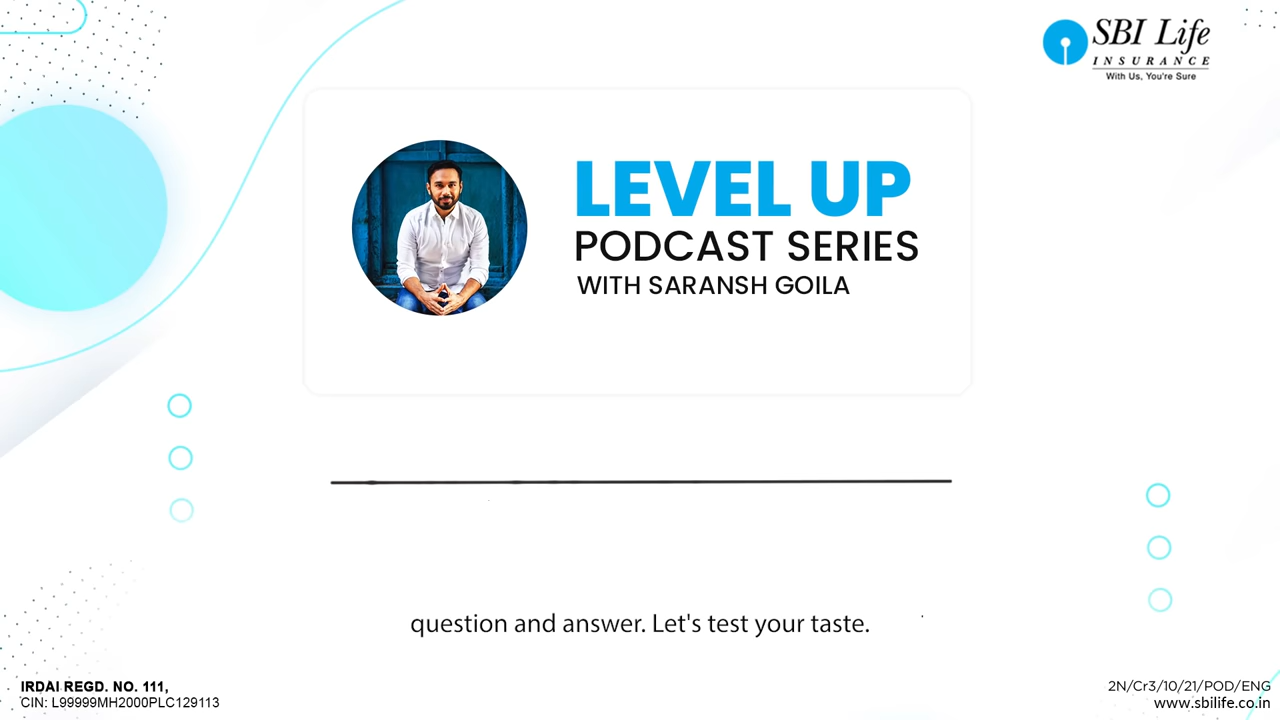 SBI Life
INSURANCE
With Us, You're Sure
LEVEL UP
PODCAST SERIES
WITH SARANSH GOILA
question and answer. Let's test your taste.
IRDAI REGD. NO. 111,
CIN: L99999MH2000PLC129113
2N/Cr3/10/21/POD/ENG
www.sbilife.co.in